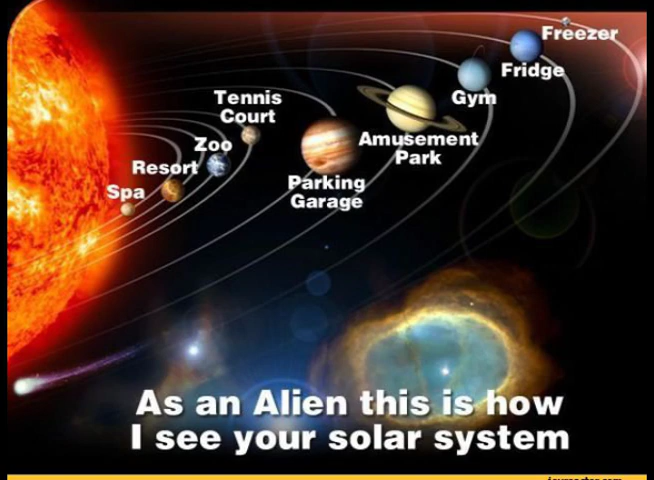 Freezer
Fridge
Gym
Tennis
Court
Amusement
Park
Zoo
Resort
Parking
Garage
Spa
As an Alien this is how
I see your solar system